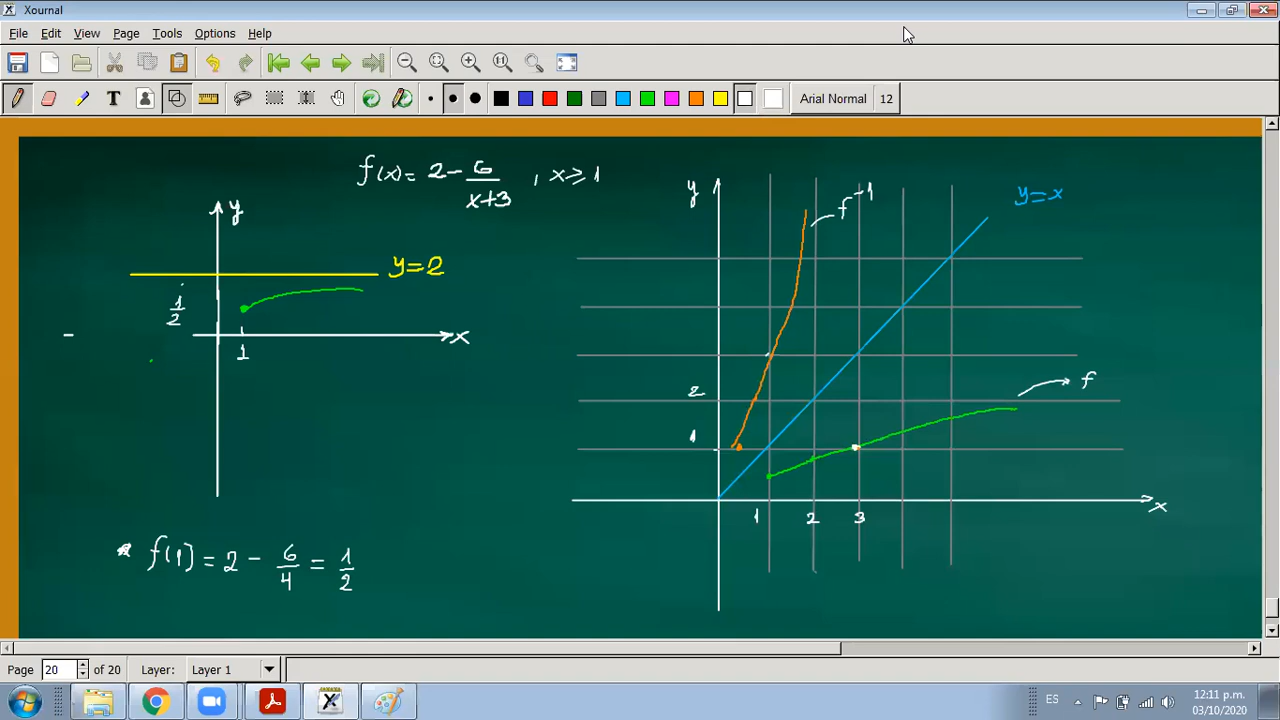 Xournal
File Edit View Page Tools Options Help
Arial Normal 12
f(x)= 2 - 6/(x+3) , x ≥ 1
y
y=2
1/2
1
x
* f(1) = 2 - 6/4 = 1/2
y
f⁻¹
y=x
2
f
1
1 2 3
x
Page 20 of 20 Layer: Layer 1
ES 12:11 p.m.
03/10/2020